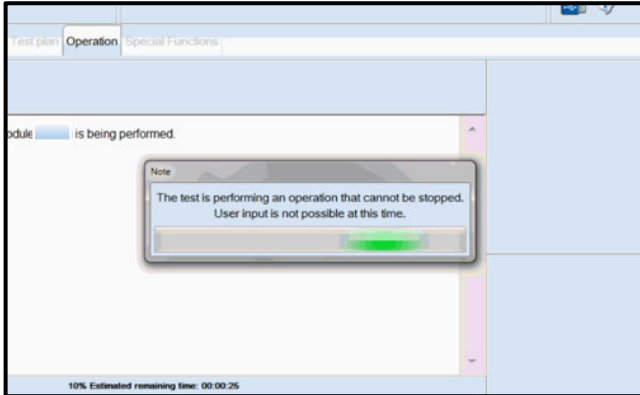 Test plan Operation Special Functions
odule is being performed.
Note
The test is performing an operation that cannot be stopped.
User input is not possible at this time.
10% Estimated remaining time: 00:00:25